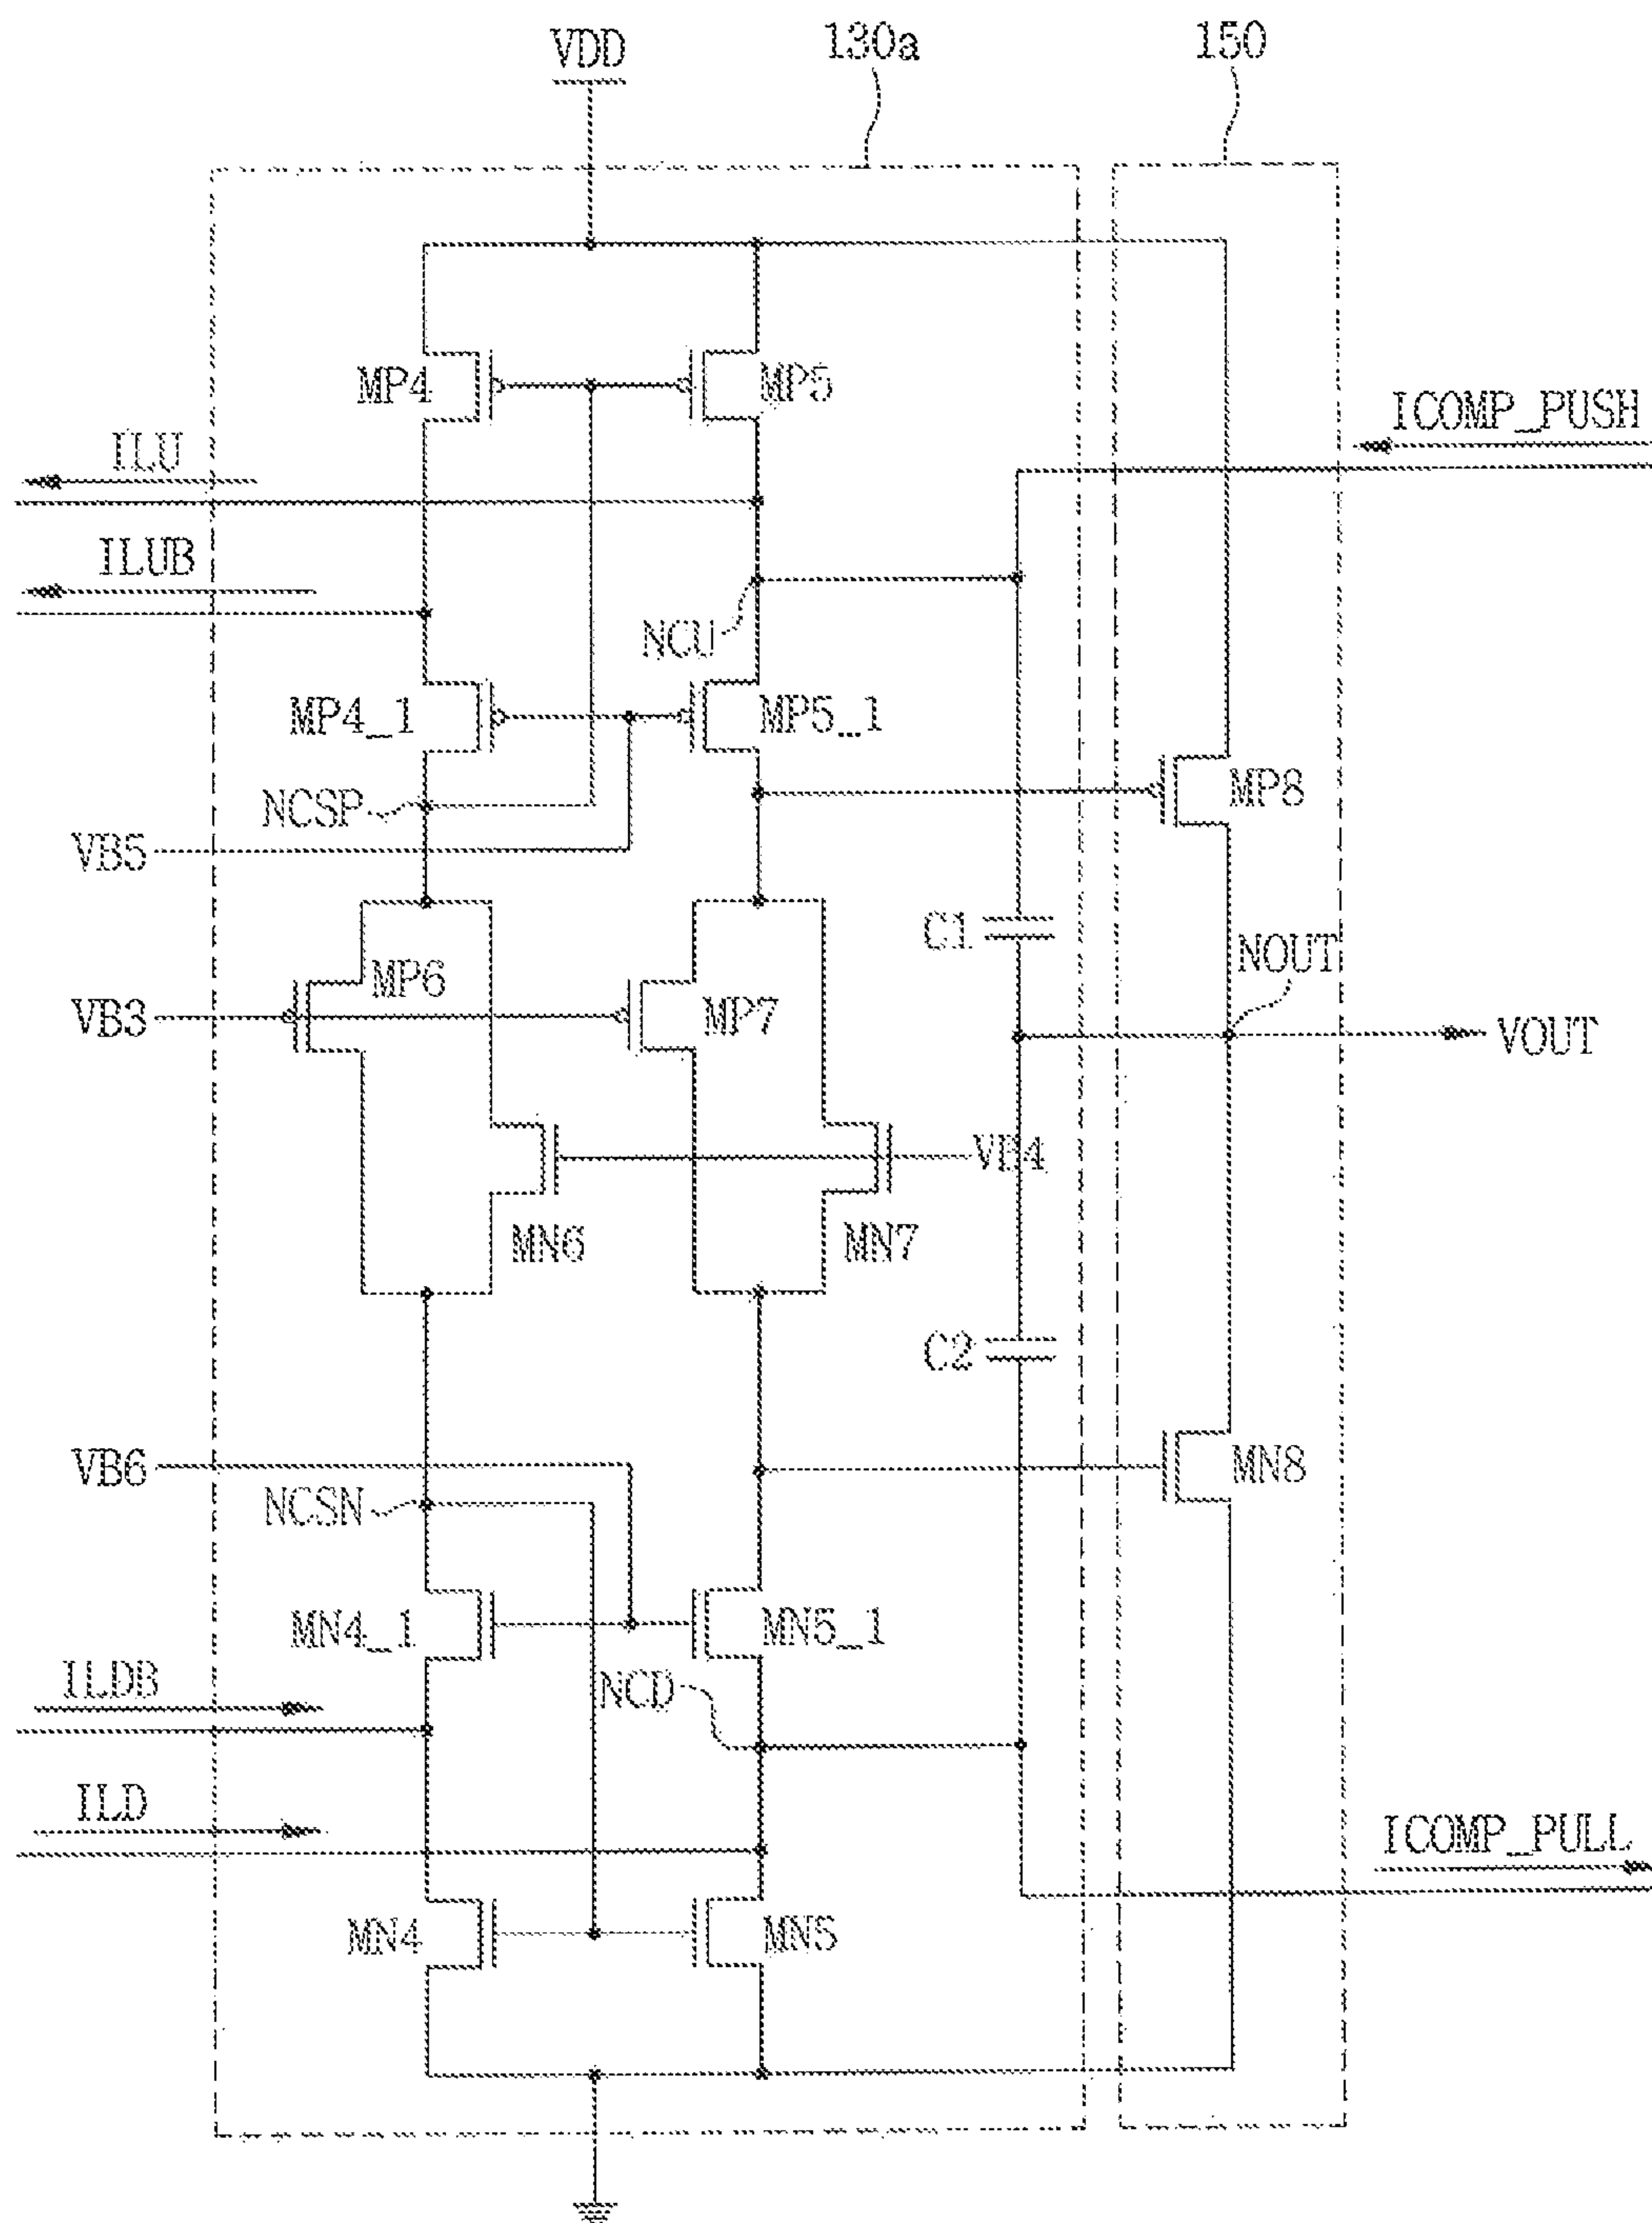 VDD
130a
150
MP4
MP5
ICOMP_PUSH
ILU
ILUB
NCU
MP4_1
MP5_1
MP8
NCSP
VB5
C1
NOUT
MP6
VB3
MP7
VOUT
VB4
MN6
MN7
C2
VB6
MN8
NCSN
MN4_1
MN5_1
ILDB
NCD
ILD
ICOMP_PULL
MN4
MN5